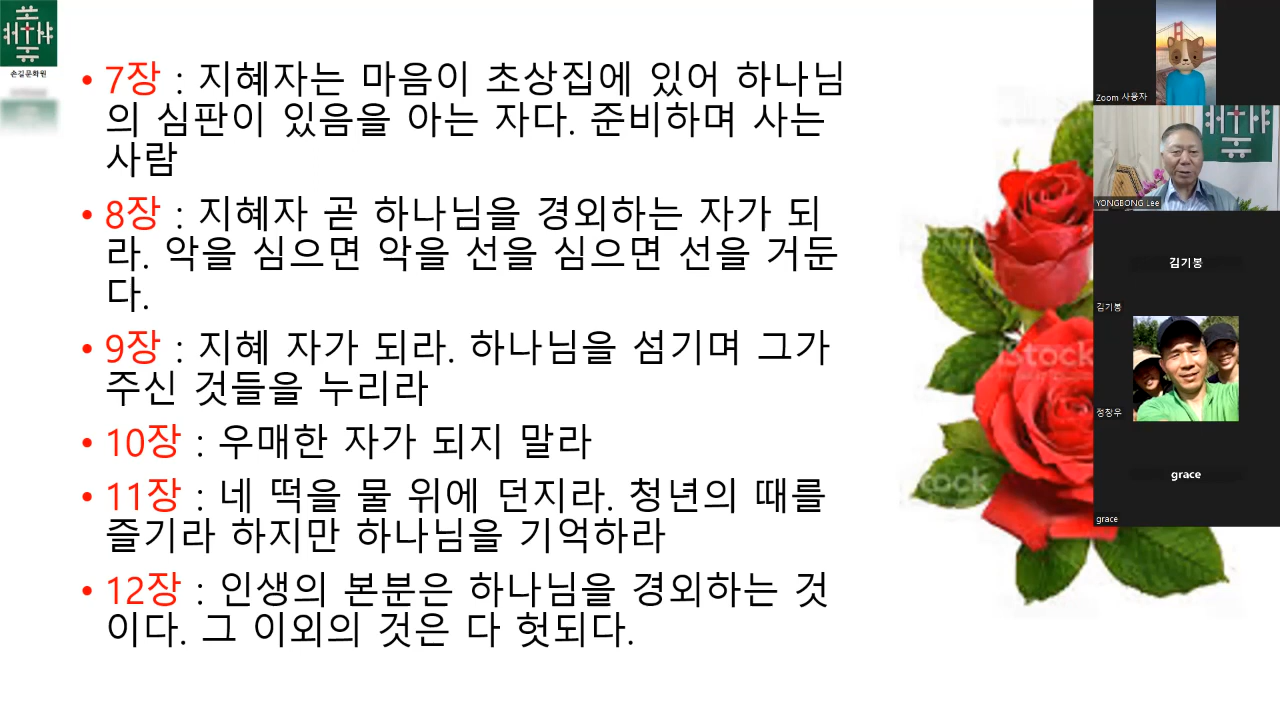 손길문화원
• 7장 : 지혜자는 마음이 초상집에 있어 하나님
의 심판이 있음을 아는 자다. 준비하며 사는
사람
• 8장 : 지혜자 곧 하나님을 경외하는 자가 되
라. 악을 심으면 악을 선을 심으면 선을 거둔
다.
• 9장 : 지혜 자가 되라. 하나님을 섬기며 그가
주신 것들을 누리라
• 10장 : 우매한 자가 되지 말라
• 11장 : 네 떡을 물 위에 던지라. 청년의 때를
즐기라 하지만 하나님을 기억하라
• 12장 : 인생의 본분은 하나님을 경외하는 것
이다. 그 이외의 것은 다 헛되다.
iStock
stock
Zoom 사용자
YONGBONG Lee
김기봉
김기봉
정창우
grace
grace